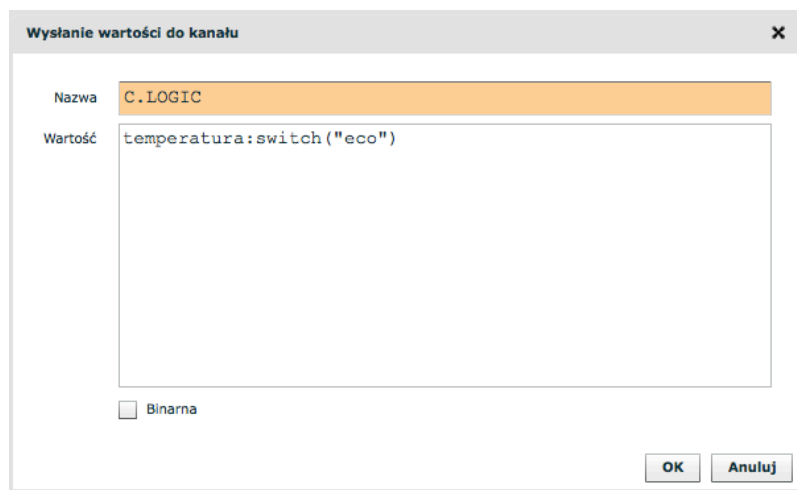 Wysłanie wartości do kanału
Nazwa C.LOGIC
Wartość temperatura:switch("eco")
Binarna
OK Anuluj